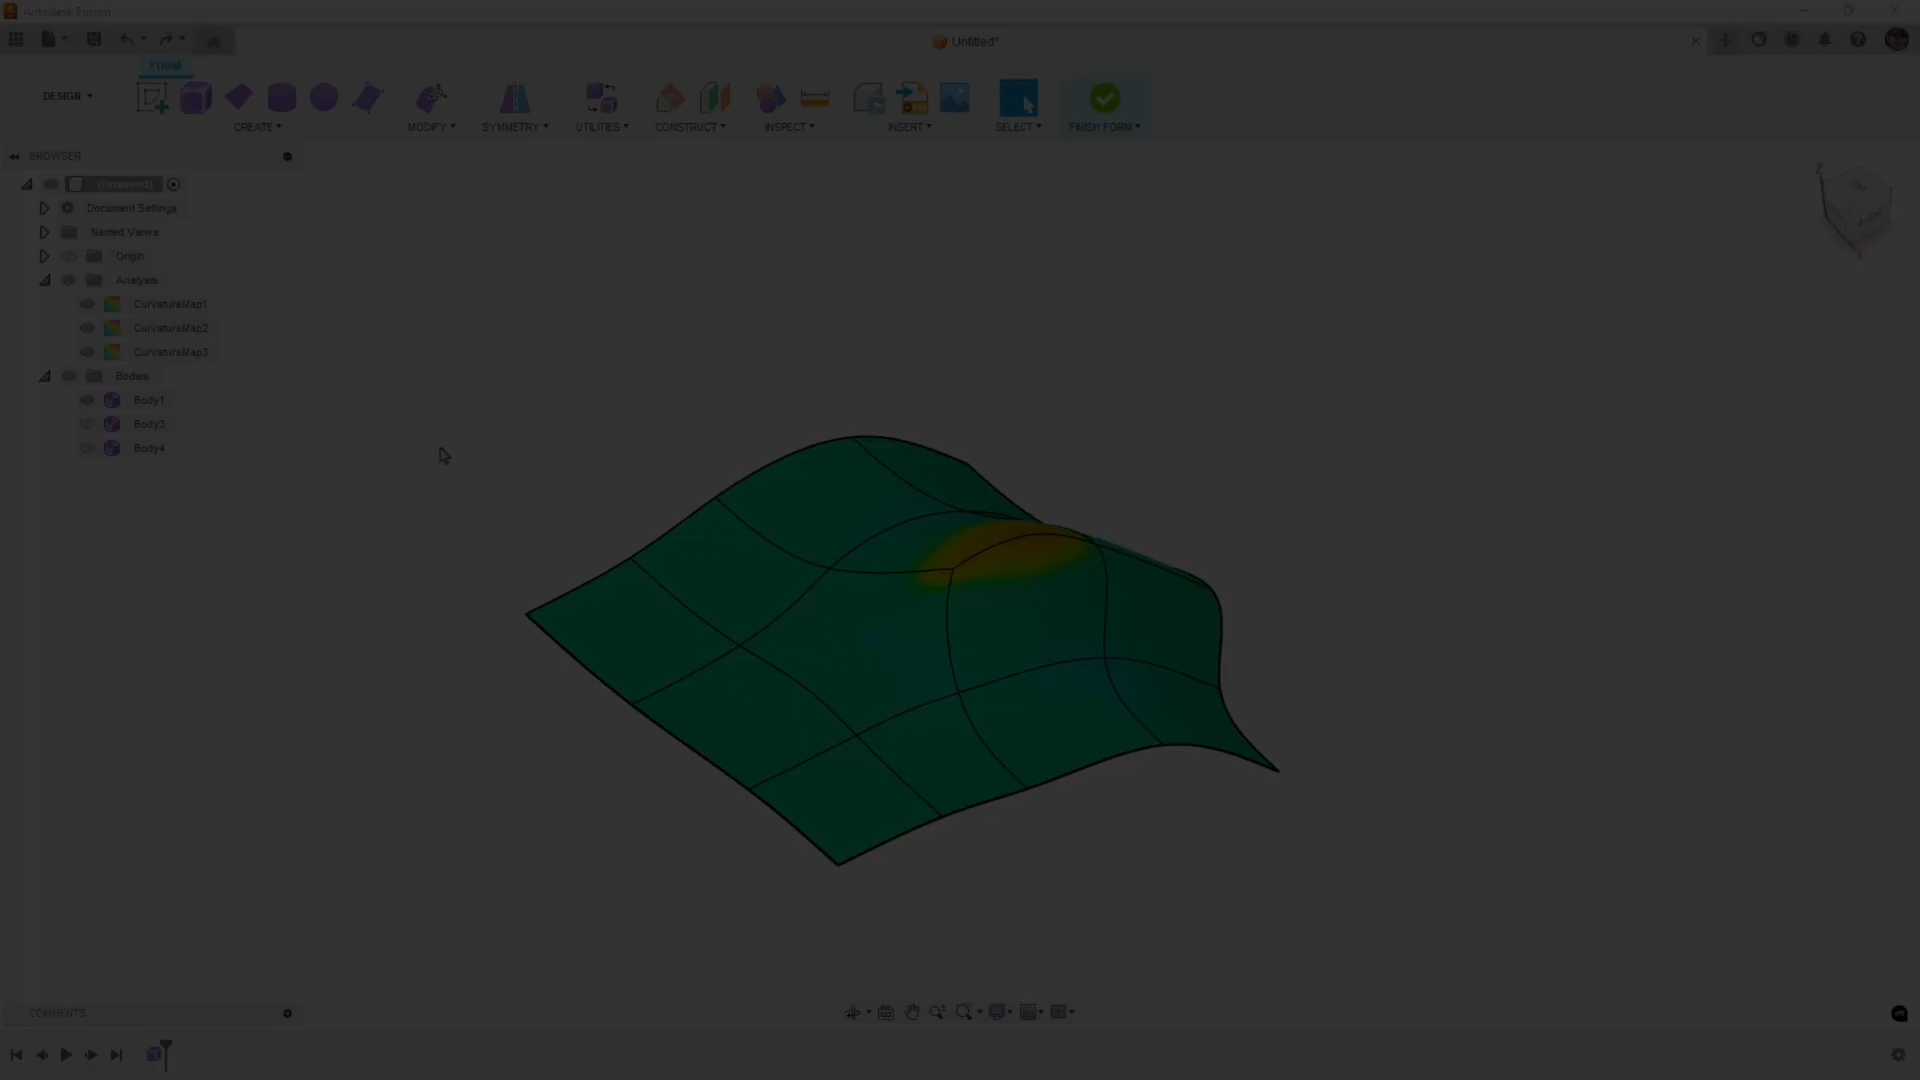 Autodesk Fusion
Untitled*
FORM
DESIGN
CREATE
MODIFY
SYMMETRY
UTILITIES
CONSTRUCT
INSPECT
INSERT
SELECT
FINISH FORM
BROWSER
(Unsaved)
Document Settings
Named Views
Origin
Analysis
CurvatureMap1
CurvatureMap2
CurvatureMap3
Bodies
Body1
Body3
Body4
COMMENTS